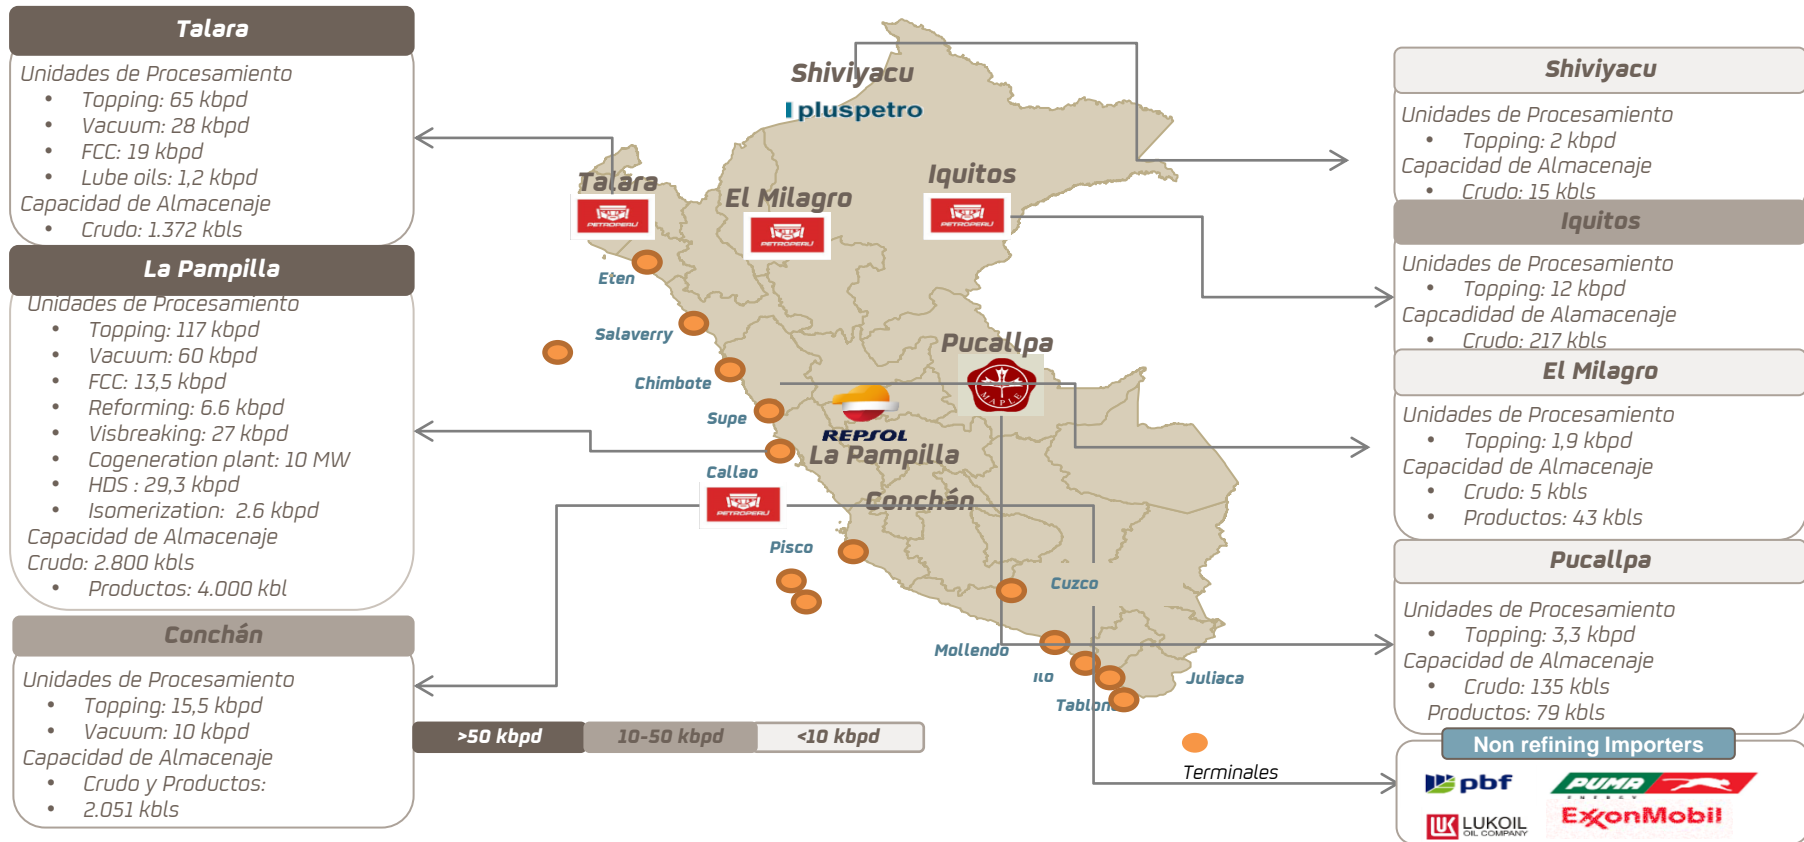 Talara
Unidades de Procesamiento
• Topping: 65 kbpd
• Vacuum: 28 kbpd
• FCC: 19 kbpd
• Lube oils: 1,2 kbpd
Capacidad de Almacenaje
• Crudo: 1.372 kbls
La Pampilla
Unidades de Procesamiento
• Topping: 117 kbpd
• Vacuum: 60 kbpd
• FCC: 13,5 kbpd
• Reforming: 6.6 kbpd
• Visbreaking: 27 kbpd
• Cogeneration plant: 10 MW
• HDS : 29,3 kbpd
• Isomerization: 2.6 kbpd
Capacidad de Almacenaje
Crudo: 2.800 kbls
• Productos: 4.000 kbl
Conchán
Unidades de Procesamiento
• Topping: 15,5 kbpd
• Vacuum: 10 kbpd
Capacidad de Almacenaje
• Crudo y Productos:
• 2.051 kbls
>50 kbpd
10-50 kbpd
<10 kbpd
Shiviyacu
pluspetro
Talara
PETROPERÚ
El Milagro
PETROPERÚ
Iquitos
PETROPERÚ
Eten
Salaverry
Chimbote
Supe
Callao
Pucallpa
MAPLE
REPSOL
La Pampilla
PETROPERÚ
Conchán
Pisco
Cuzco
Mollendo
Ilo
Juliaca
Tablon
Terminales
Shiviyacu
Unidades de Procesamiento
• Topping: 2 kbpd
Capacidad de Almacenaje
• Crudo: 15 kbls
Iquitos
Unidades de Procesamiento
• Topping: 12 kbpd
Capcadidad de Alamacenaje
• Crudo: 217 kbls
El Milagro
Unidades de Procesamiento
• Topping: 1,9 kbpd
Capacidad de Almacenaje
• Crudo: 5 kbls
• Productos: 43 kbls
Pucallpa
Unidades de Procesamiento
• Topping: 3,3 kbpd
Capacidad de Almacenaje
• Crudo: 135 kbls
Productos: 79 kbls
Non refining Importers
pbf
PUMA
ENERGY
LUKOIL
OIL COMPANY
ExxonMobil